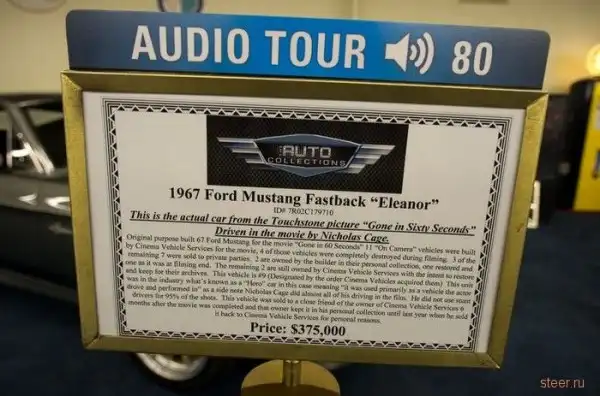 AUDIO TOUR 80
THE AUTO
COLLECTIONS
1967 Ford Mustang Fastback “Eleanor”
ID# 7R02C179710
This is the actual car from the Touchstone picture “Gone in Sixty Seconds”
Driven in the movie by Nicholas Cage.
Original purpose built 67 Ford Mustang for the movie “Gone in 60 Seconds” 11 “On Camera” vehicles were built
by Cinema Vehicle Services for the movie, 4 of those vehicles were completely destroyed during filming. 3 of the
remaining 7 were sold to private parties. 2 are owned by the builder in their personal collection, one restored and
one as it was at filming end. The remaining 2 are still owned by Cinema Vehicle Services with the intent to restore
and keep for their archives. This vehicle is #9 (Designated by the order Cinema Vehicles acquired them) This unit
was in the industry what’s known as a “Hero” car in this case meaning “it was used primarily as a vehicle the actor
drove and performed in” as a side note Nicholas Cage did almost all of his driving in the film. He did not use stunt
drivers for 95% of the shots. This vehicle was sold to a close friend of the owner of Cinema Vehicle Services 6
months after the movie was completed and that owner kept it in his personal collection until last year when he sold
it back to Cinema Vehicle Services for personal reasons.
Price: $375,000
steer.ru